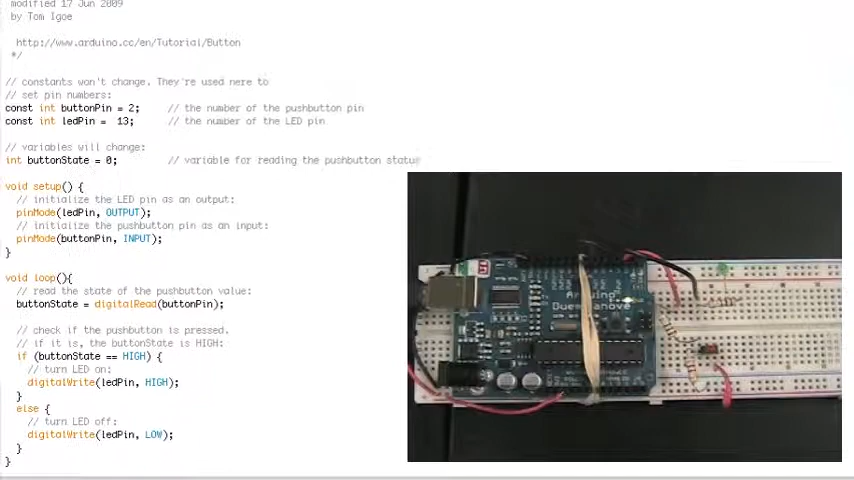 modified 17 Jun 2009
by Tom Igoe
http://www.arduino.cc/en/Tutorial/Button
*/
// constants won't change. They're used here to
// set pin numbers:
const int buttonPin = 2;     // the number of the pushbutton pin
const int ledPin =  13;      // the number of the LED pin
// variables will change:
int buttonState = 0;         // variable for reading the pushbutton status
void setup() {
// initialize the LED pin as an output:
pinMode(ledPin, OUTPUT);
// initialize the pushbutton pin as an input:
pinMode(buttonPin, INPUT);
}
void loop(){
// read the state of the pushbutton value:
buttonState = digitalRead(buttonPin);
// check if the pushbutton is pressed.
// if it is, the buttonState is HIGH:
if (buttonState == HIGH) {
// turn LED on:
digitalWrite(ledPin, HIGH);
}
else {
// turn LED off:
digitalWrite(ledPin, LOW);
}
}
Arduino